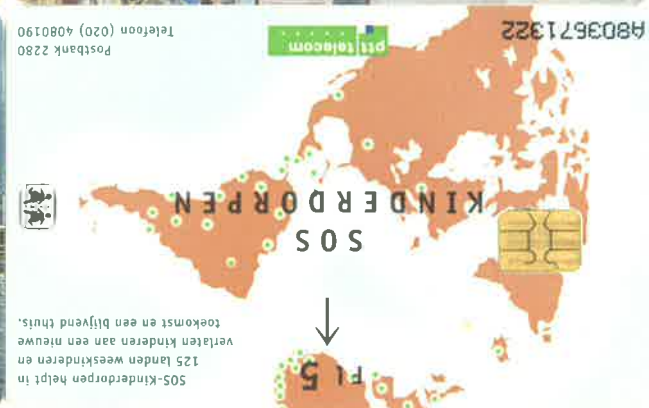 Fl 5
SOS-Kinderdorpen helpt in
125 landen weeskinderen en
verlaten kinderen aan een nieuwe
toekomst en een blijvend thuis.
SOS
KINDERDORPEN
A803671322
ptt telecom
Postbank 2280
Telefoon (020) 4080190